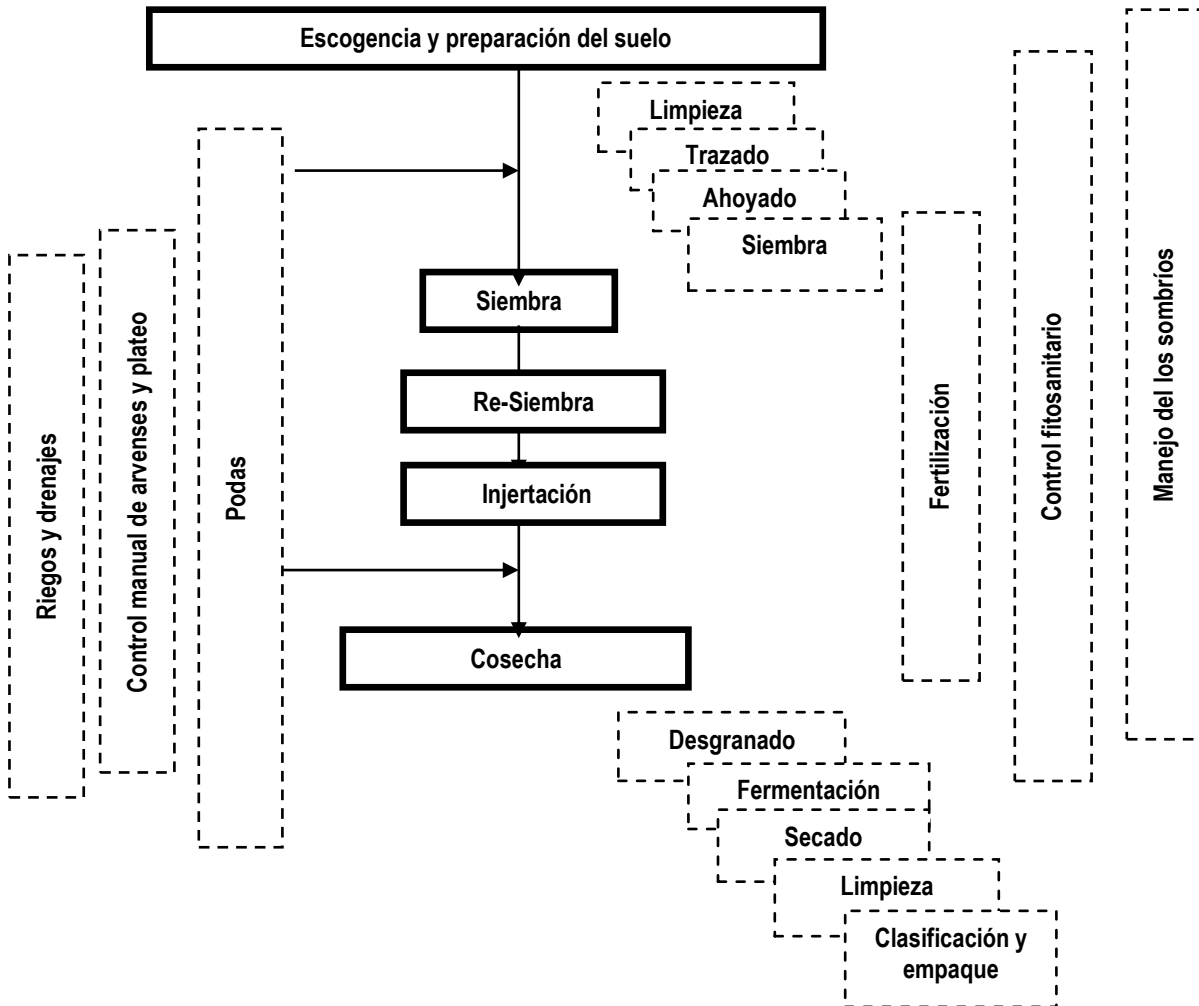 Escogencia y preparación del suelo
Limpieza
Trazado
Ahoyado
Siembra
Siembra
Re-Siembra
Injertación
Cosecha
Riegos y drenajes
Control manual de arvenses y plateo
Podas
Fertilización
Control fitosanitario
Manejo del los sombríos
Desgranado
Fermentación
Secado
Limpieza
Clasificación y
empaque